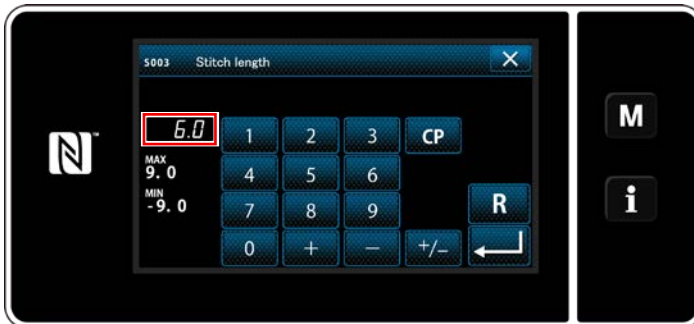 S003 Stitch length
6.0
1 2 3 CP
MAX
9.0
4 5 6
MIN
-9.0
7 8 9 R
0 + − +/−
M
i
N